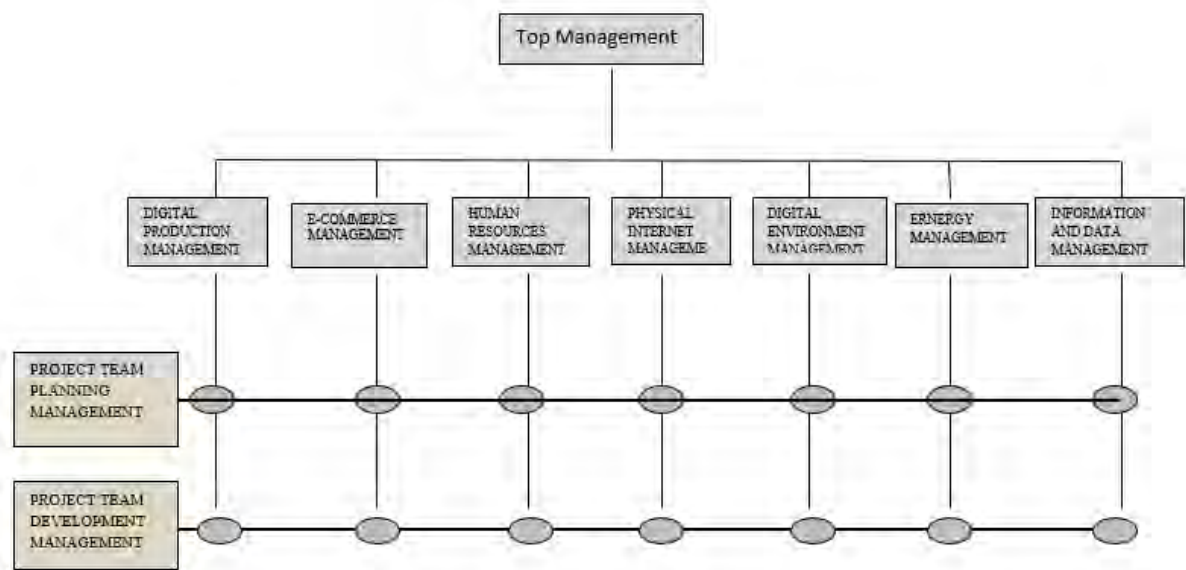 Top Management
DIGITAL
PRODUCTION
MANAGEMENT
E-COMMERCE
MANAGEMENT
HUMAN
RESOURCES
MANAGEMENT
PHYSICAL
INTERNET
MANAGEME
DIGITAL
ENVIRONMENT
MANAGEMENT
ERNERGY
MANAGEMENT
INFORMATION
AND DATA
MANAGEMENT
PROJECT TEAM
PLANNING
MANAGEMENT
PROJECT TEAM
DEVELOPMENT
MANAGEMENT